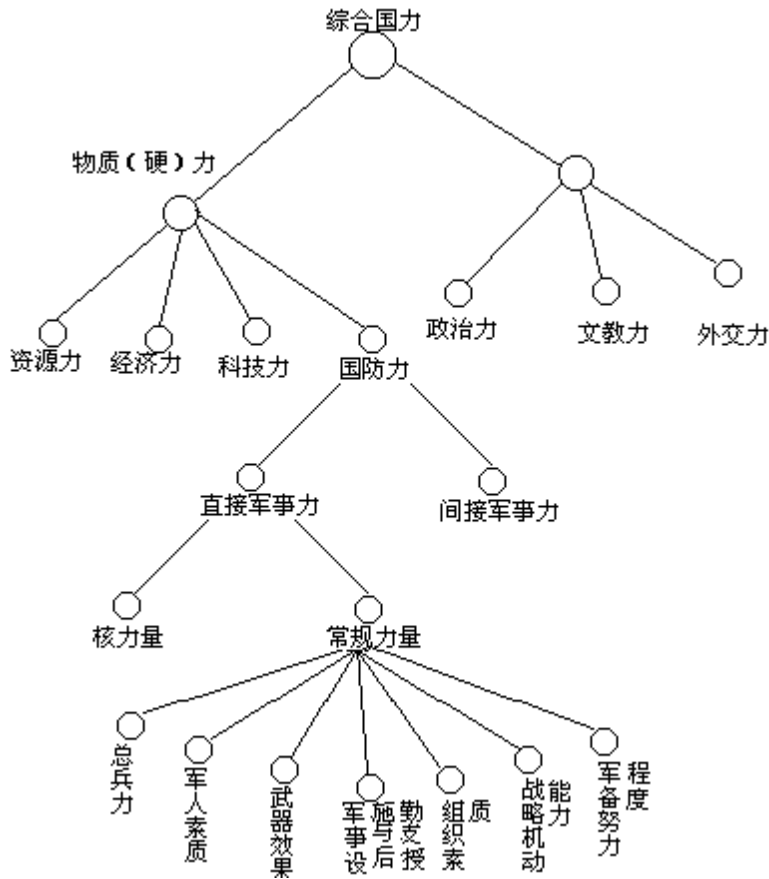 综合国力
物质（硬）力
政治力
文教力
外交力
资源力
经济力
科技力
国防力
直接军事力
间接军事力
核力量
常规力量
总兵力
军人素质
武器效果
军事设
施与后
勤支授
组织素
质
战略机动
能力
军备努力
程度